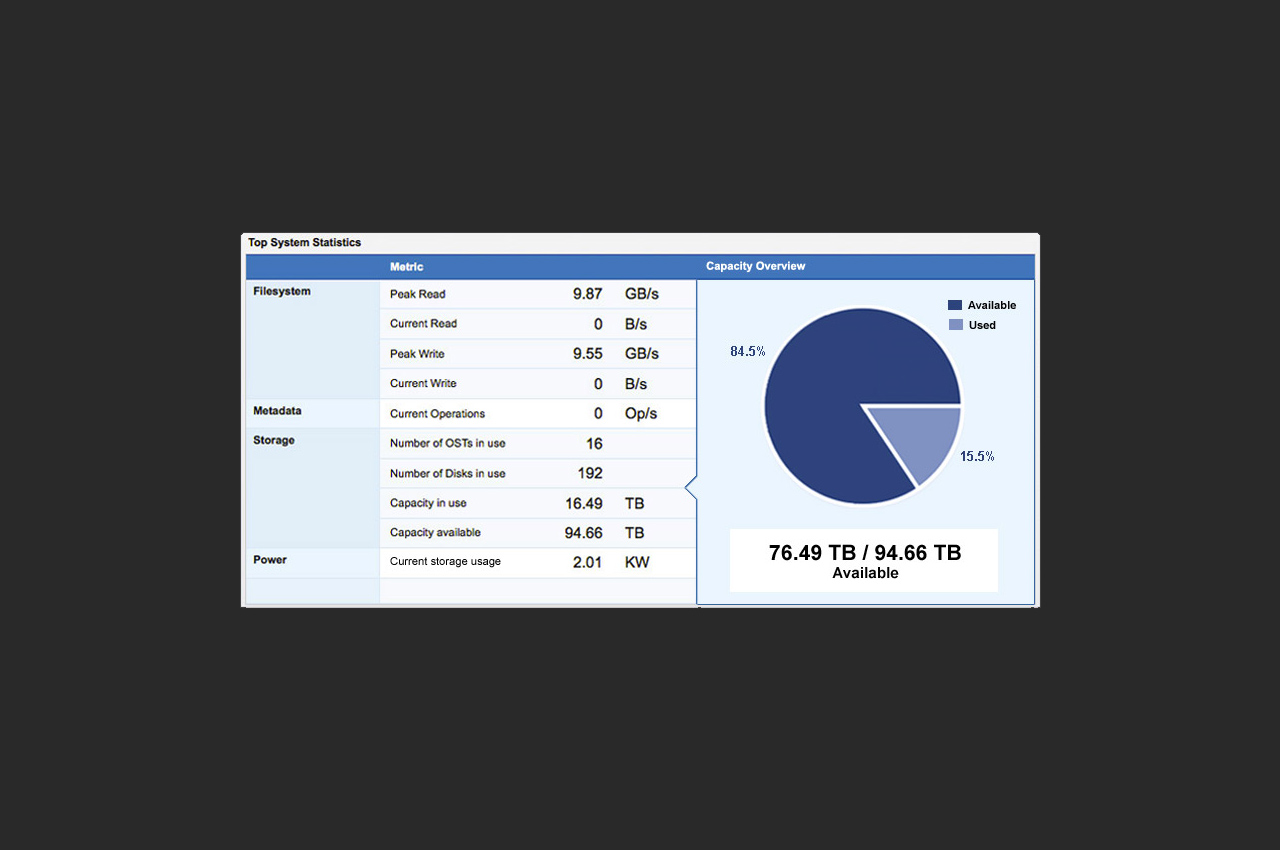 Top System Statistics
Metric
Filesystem
Peak Read 9.87 GB/s
Current Read 0 B/s
Peak Write 9.55 GB/s
Current Write 0 B/s
Metadata
Current Operations 0 Op/s
Storage
Number of OSTs in use 16
Number of Disks in use 192
Capacity in use 16.49 TB
Capacity available 94.66 TB
Power
Current storage usage 2.01 KW
Capacity Overview
Available
Used
84.5%
15.5%
76.49 TB / 94.66 TB
Available